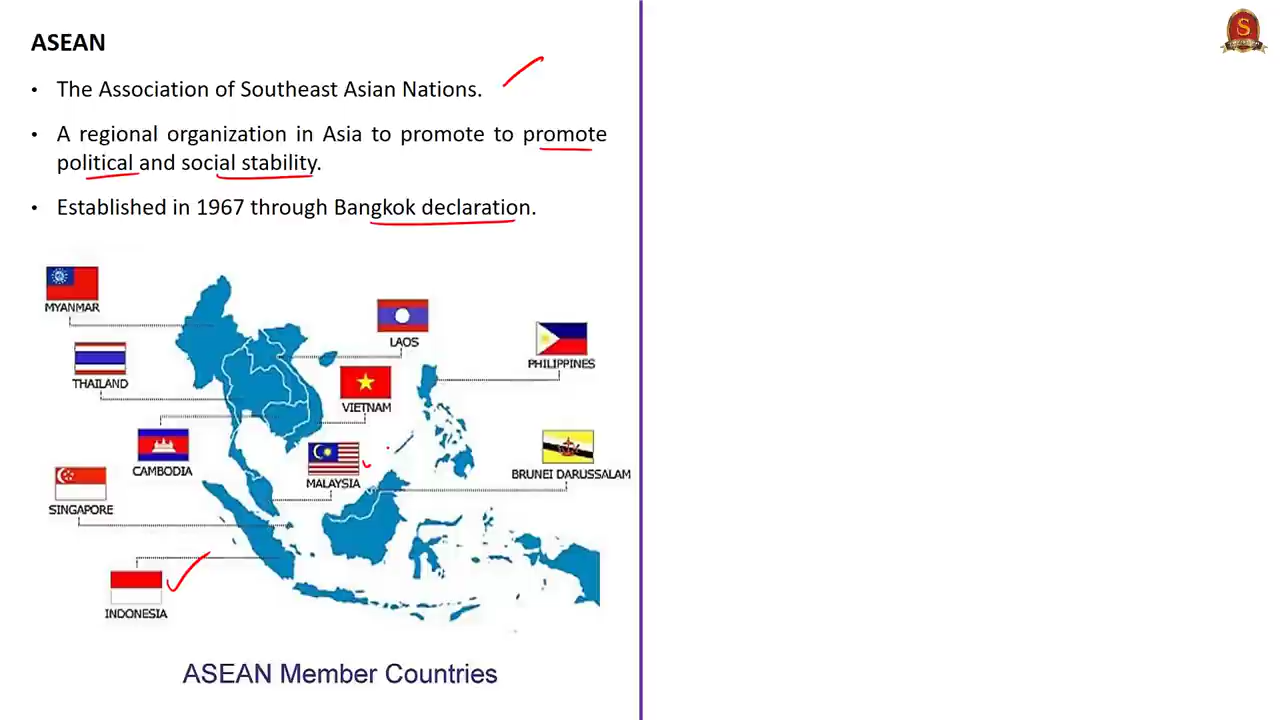 ASEAN
• The Association of Southeast Asian Nations.
• A regional organization in Asia to promote to promote
political and social stability.
• Established in 1967 through Bangkok declaration.
MYANMAR
LAOS
PHILIPPINES
THAILAND
VIETNAM
CAMBODIA
MALAYSIA
BRUNEI DARUSSALAM
SINGAPORE
INDONESIA
ASEAN Member Countries
S